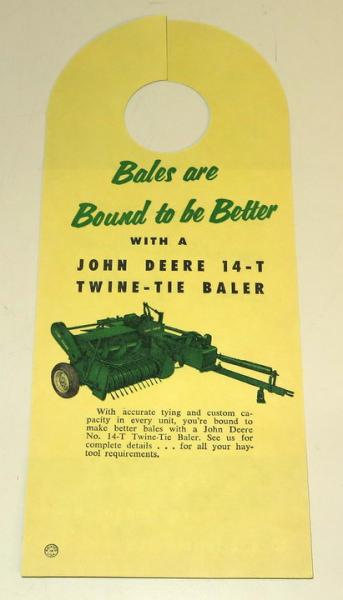 Bales are
Bound to be Better
WITH A
JOHN DEERE 14-T
TWINE-TIE BALER
With accurate tying and custom ca-
pacity in every unit, you're bound to
make better bales with a John Deere
No. 14-T Twine-Tie Baler. See us for
complete details . . . for all your hay-
tool requirements.